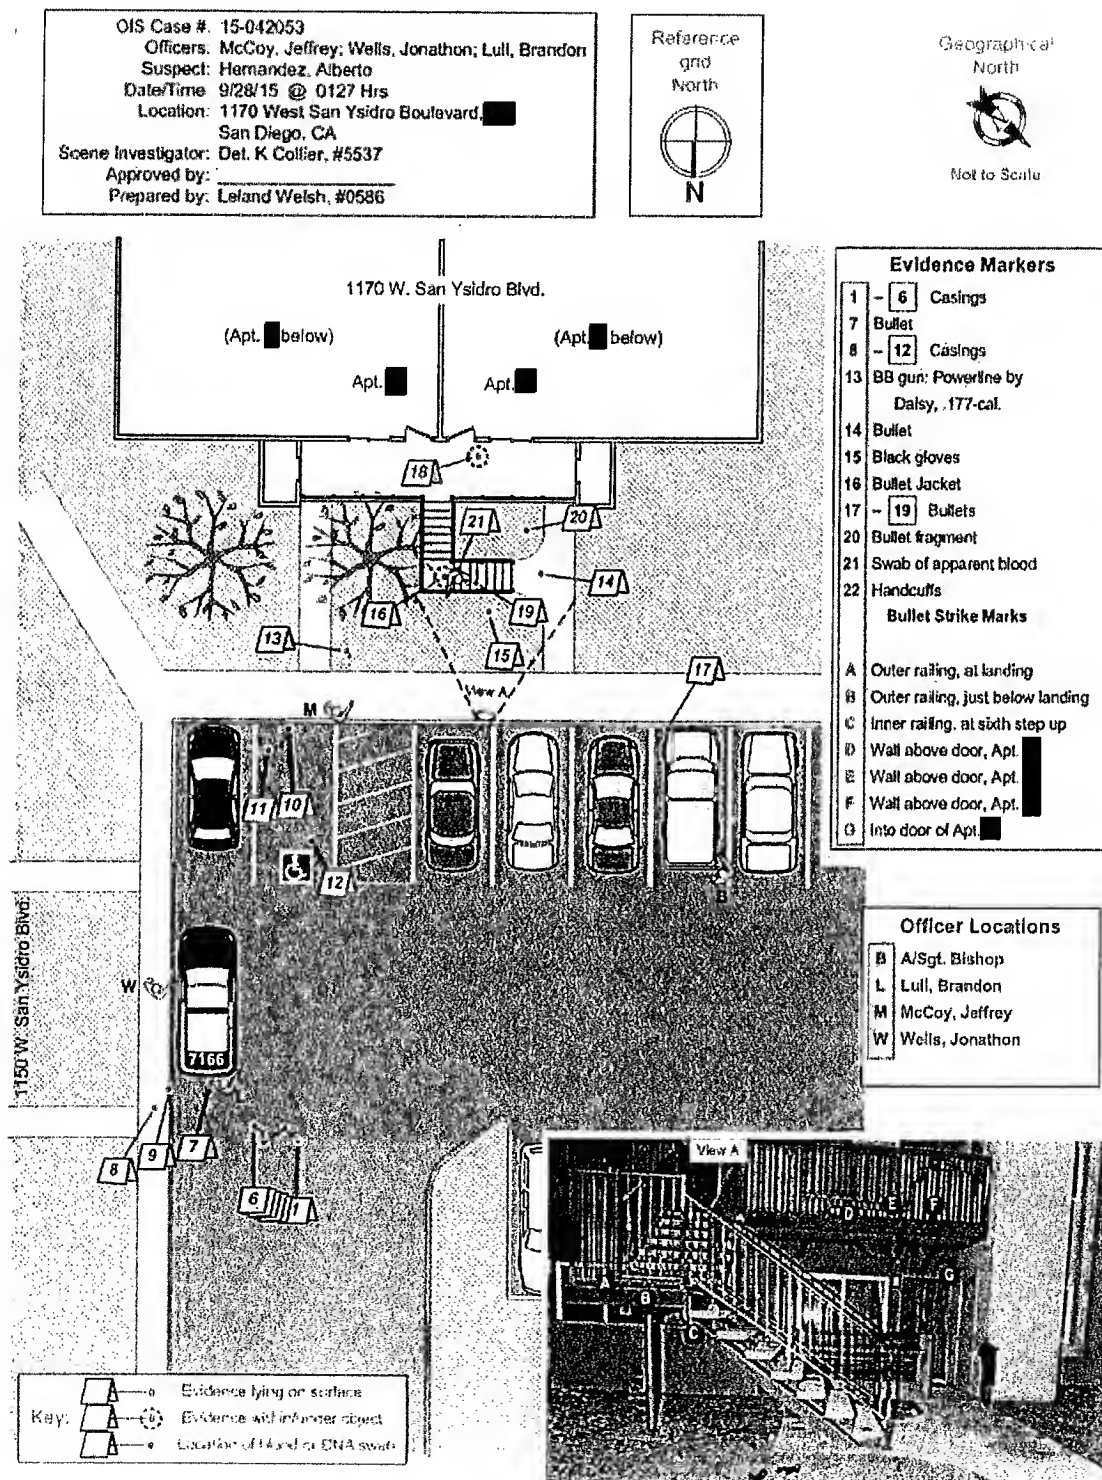 OIS Case #. 15-042053
Officers. McCoy, Jeffrey; Wells, Jonathon; Lull, Brandon
Suspect: Hernandez, Alberto
Date/Time 9/28/15 @ 0127 Hrs
Location: 1170 West San Ysidro Boulevard,
San Diego, CA
Scene Investigator: Det. K Collier, #5537
Approved by:
Prepared by: Leland Welsh, #0586
Reference
grid
North
N
Geographical
North
Not to Scale
1170 W. San Ysidro Blvd.
(Apt. below)
(Apt. below)
Apt.
Apt.
18
21
20
14
16
19
13
15
17
View A
M
11
10
12
B
W
7166
1150 W. San Ysidro Blvd.
8
9
7
6
1
Evidence Markers
1 - 6 Casings
7 Bullet
8 - 12 Casings
13 BB gun: Powerline by
Daisy, .177-cal.
14 Bullet
15 Black gloves
16 Bullet Jacket
17 - 19 Bullets
20 Bullet fragment
21 Swab of apparent blood
22 Handcuffs
Bullet Strike Marks
A Outer railing, at landing
B Outer railing, just below landing
C Inner railing, at sixth step up
D Wall above door, Apt.
E Wall above door, Apt.
F Wall above door, Apt.
G Into door of Apt.
Officer Locations
B A/Sgt. Bishop
L Lull, Brandon
M McCoy, Jeffrey
W Wells, Jonathon
View A
A
B
C
D
E
F
G
Key:
Evidence lying on surface
Evidence within/under object
Location of blood or DNA swab